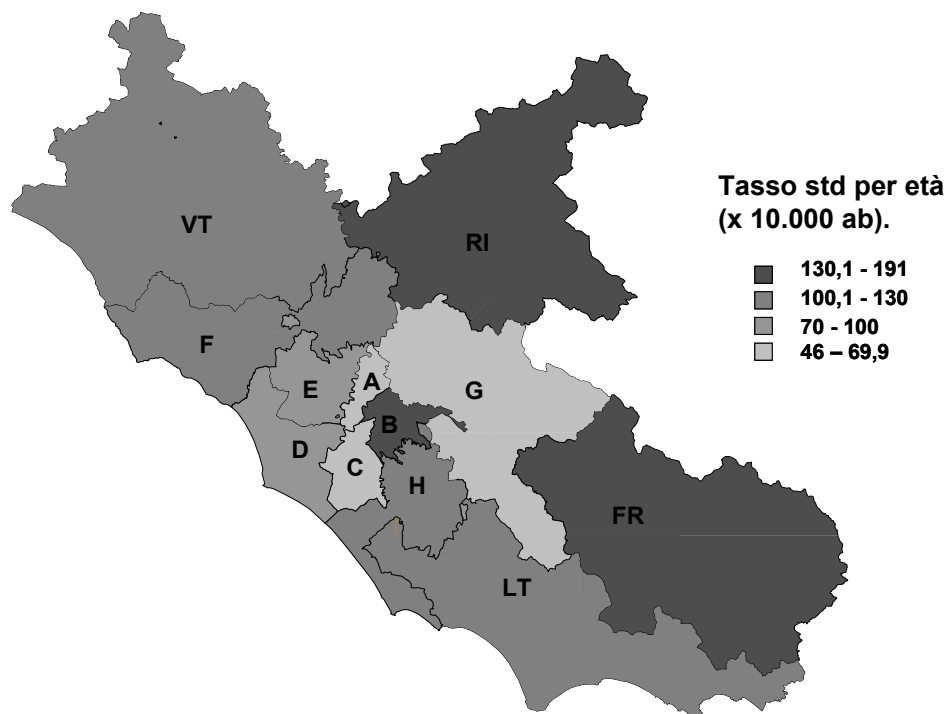 Tasso std per età
(x 10.000 ab).
130,1 - 191
100,1 - 130
70 - 100
46 – 69,9
VT
RI
F
E
A
G
B
D
C
H
FR
LT